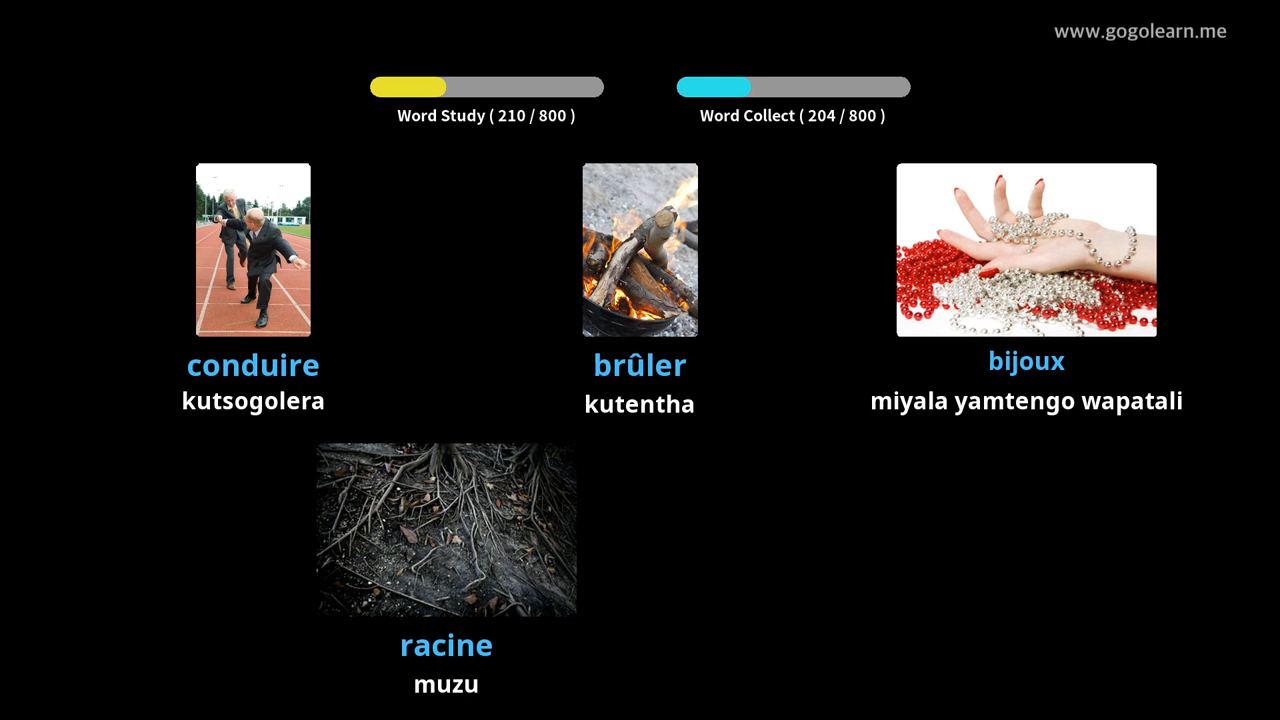 www.gogolearn.me
Word Study ( 210 / 800 )
Word Collect ( 204 / 800 )
conduire
kutsogolera
brûler
kutentha
bijoux
miyala yamtengo wapatali
racine
muzu